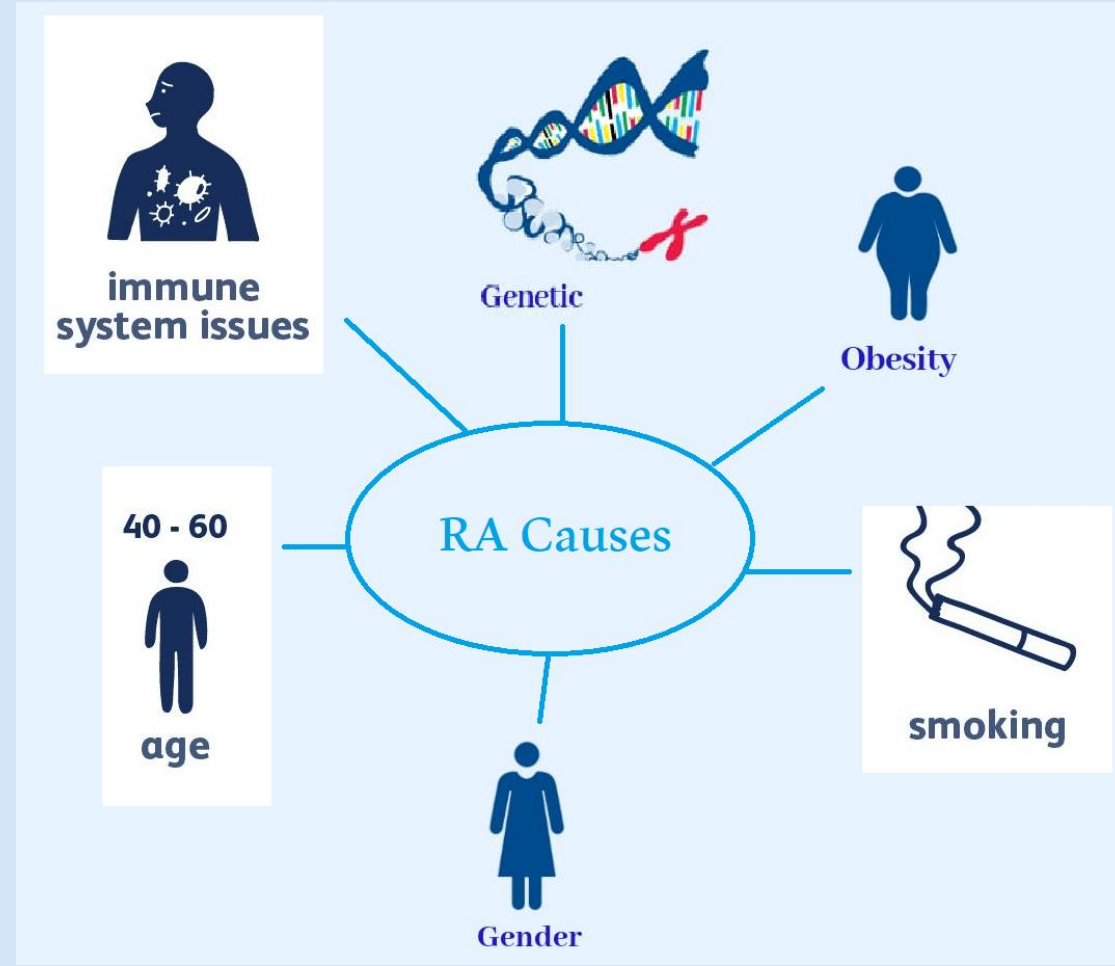 immune
system issues
Genetic
Obesity
RA Causes
40 - 60
age
smoking
Gender